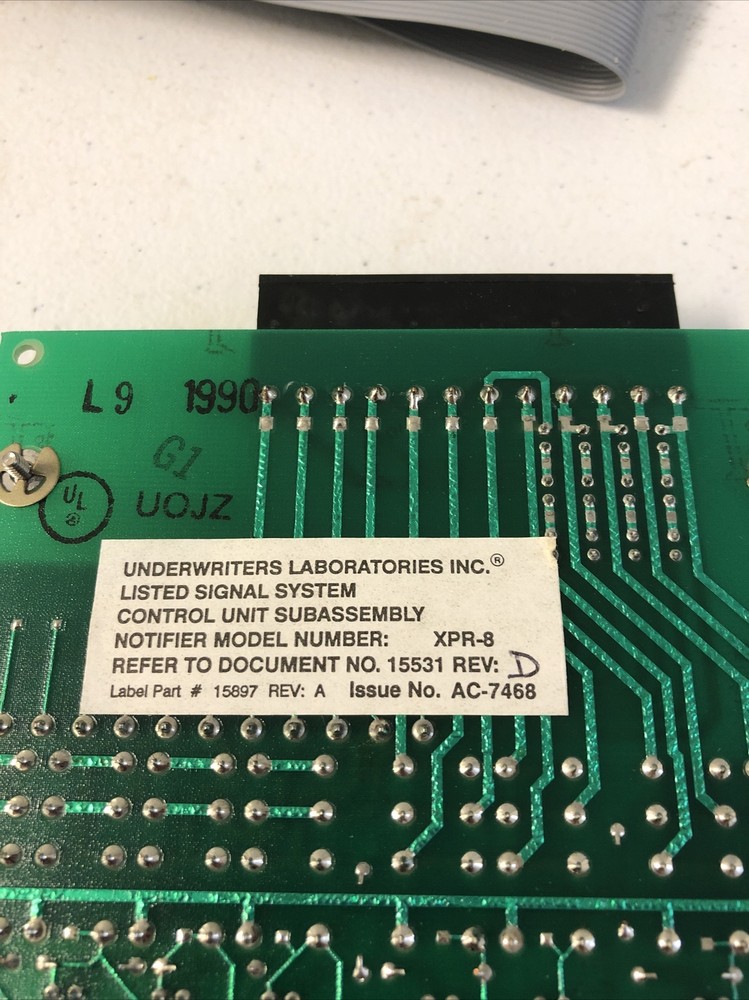 L9 1990
G1
UL
®
UOJZ
UNDERWRITERS LABORATORIES INC.®
LISTED SIGNAL SYSTEM
CONTROL UNIT SUBASSEMBLY
NOTIFIER MODEL NUMBER: XPR-8
REFER TO DOCUMENT NO. 15531 REV: D
Label Part # 15897 REV: A Issue No. AC-7468